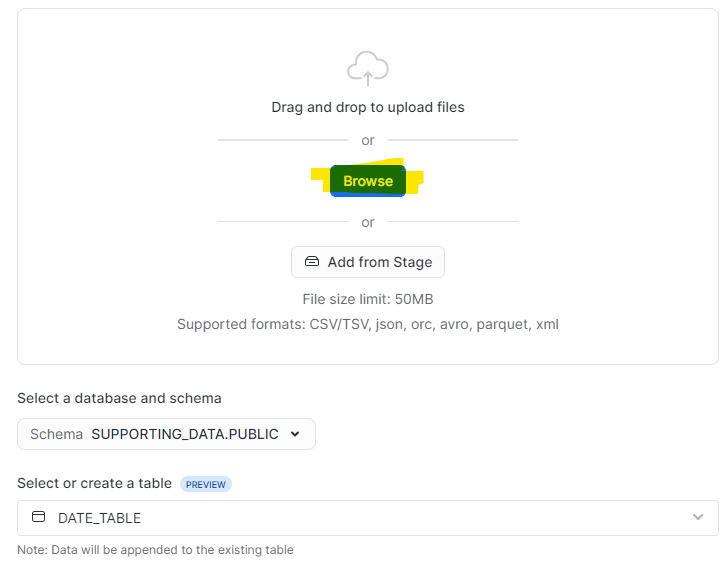 Drag and drop to upload files
or
Browse
or
Add from Stage
File size limit: 50MB
Supported formats: CSV/TSV, json, orc, avro, parquet, xml
Select a database and schema
Schema SUPPORTING_DATA.PUBLIC
Select or create a table PREVIEW
DATE_TABLE
Note: Data will be appended to the existing table